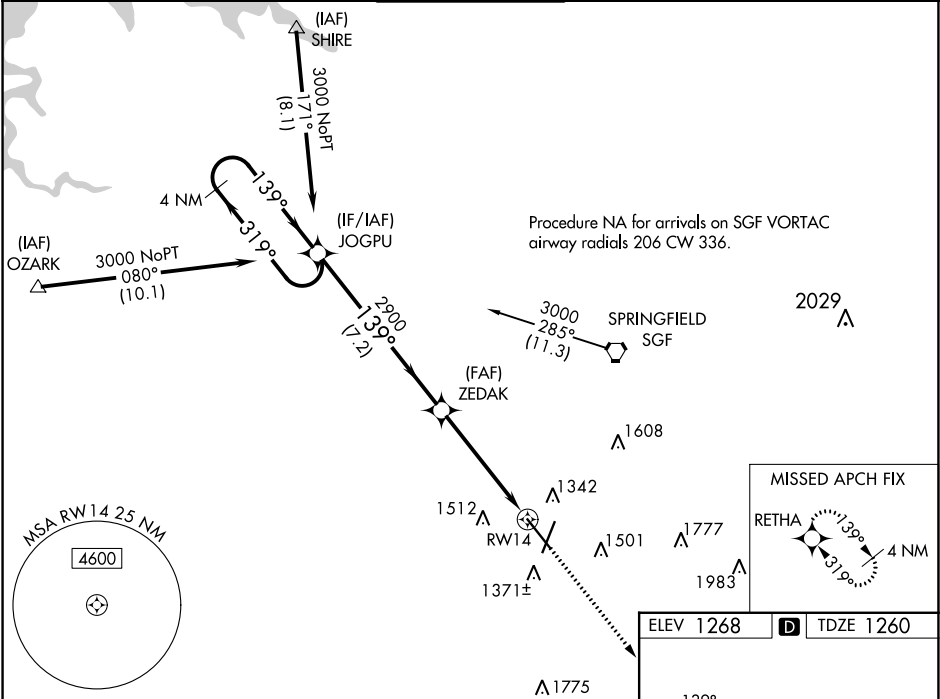 (IAF)
SHIRE
3000 NoPT
171°
(8.1)
4 NM
139°
319°
(IF/IAF)
JOGPU
(IAF)
OZARK
3000 NoPT
080°
(10.1)
Procedure NA for arrivals on SGF VORTAC
airway radials 206 CW 336.
2900
139°
(7.2)
3000
285°
(11.3)
SPRINGFIELD
SGF
2029
(FAF)
ZEDAK
1608
1342
1512
RW14
1501
1777
1371±
1983
MISSED APCH FIX
RETHA
139°
319°
4 NM
MSA RW14 25 NM
4600
ELEV 1268
D
TDZE 1260
1775
139°